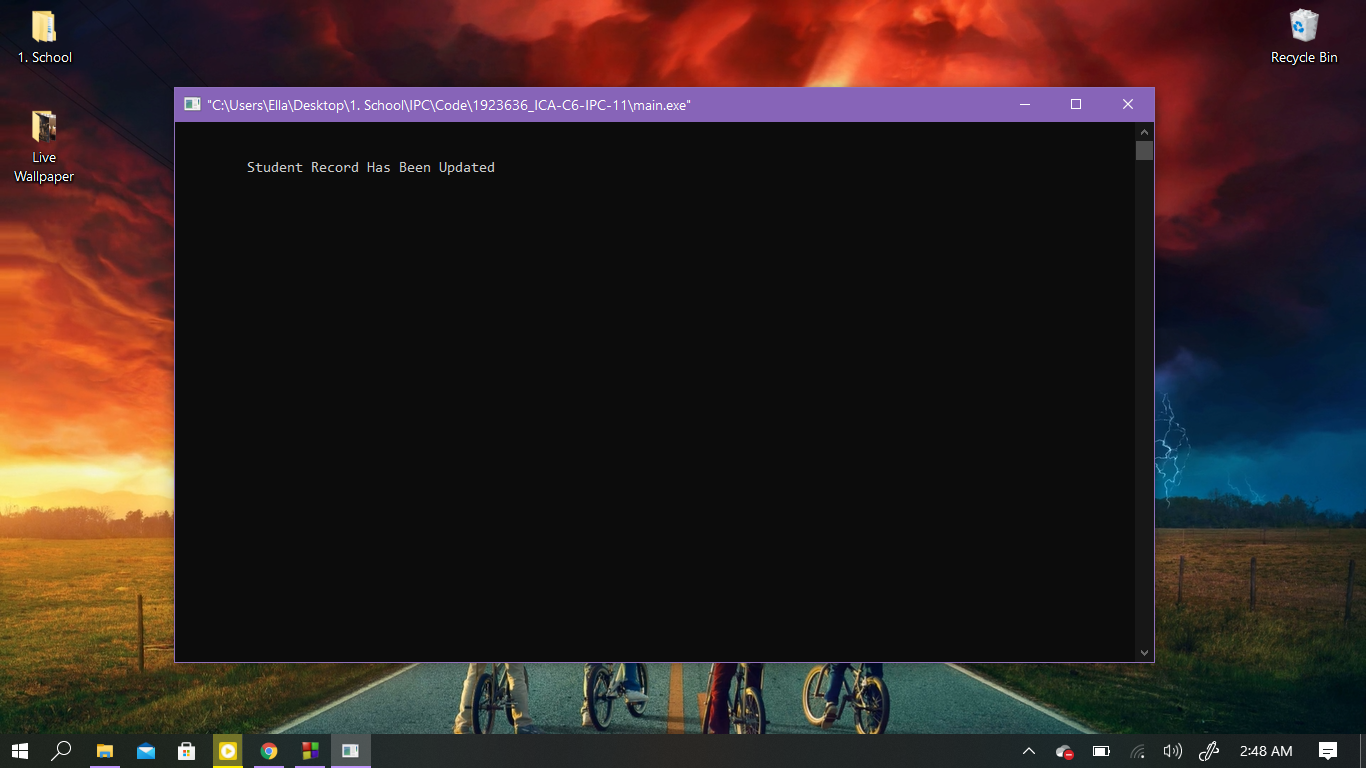 1. School
Recycle Bin
"C:\Users\Ella\Desktop\1. School\IPC\Code\1923636_ICA-C6-IPC-11\main.exe"
Live
Wallpaper
Student Record Has Been Updated
2:48 AM